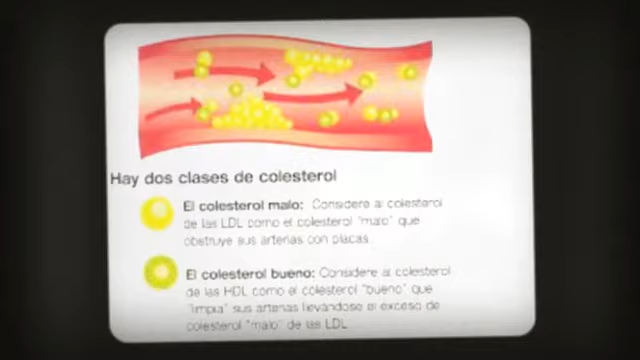 Hay dos clases de colesterol
El colesterol malo: Considere al colesterol
de las LDL como el colesterol "malo" que
obstruye sus arterias con placas.
El colesterol bueno: Considere al colesterol
de las HDL como el colesterol "bueno" que
"limpia" sus arterias llevándose el exceso de
colesterol "malo" de las LDL